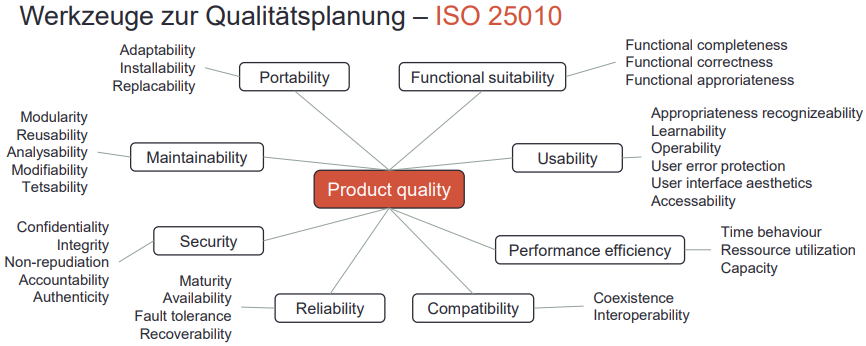 Werkzeuge zur Qualitätsplanung – ISO 25010
Adaptability
Installability
Replacability
Portability
Functional suitability
Functional completeness
Functional correctness
Functional approriateness
Modularity
Reusability
Analysability
Modifiability
Tetsability
Maintainability
Usability
Appropriateness recognizeability
Learnability
Operability
User error protection
User interface aesthetics
Accessability
Product quality
Confidentiality
Integrity
Non-repudiation
Accountability
Authenticity
Security
Performance efficiency
Time behaviour
Ressource utilization
Capacity
Maturity
Availability
Fault tolerance
Recoverability
Reliability
Compatibility
Coexistence
Interoperability